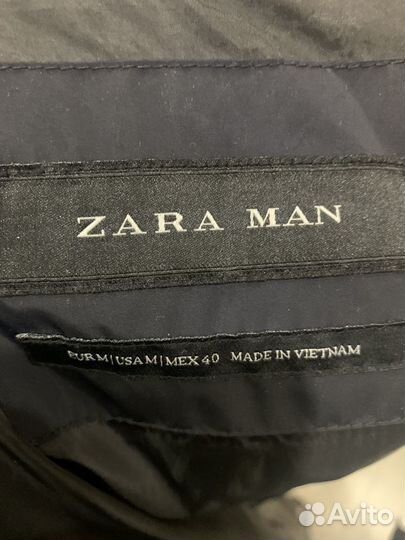 ZARA MAN
EUR M | USA M | MEX 40 MADE IN VIETNAM
Avito